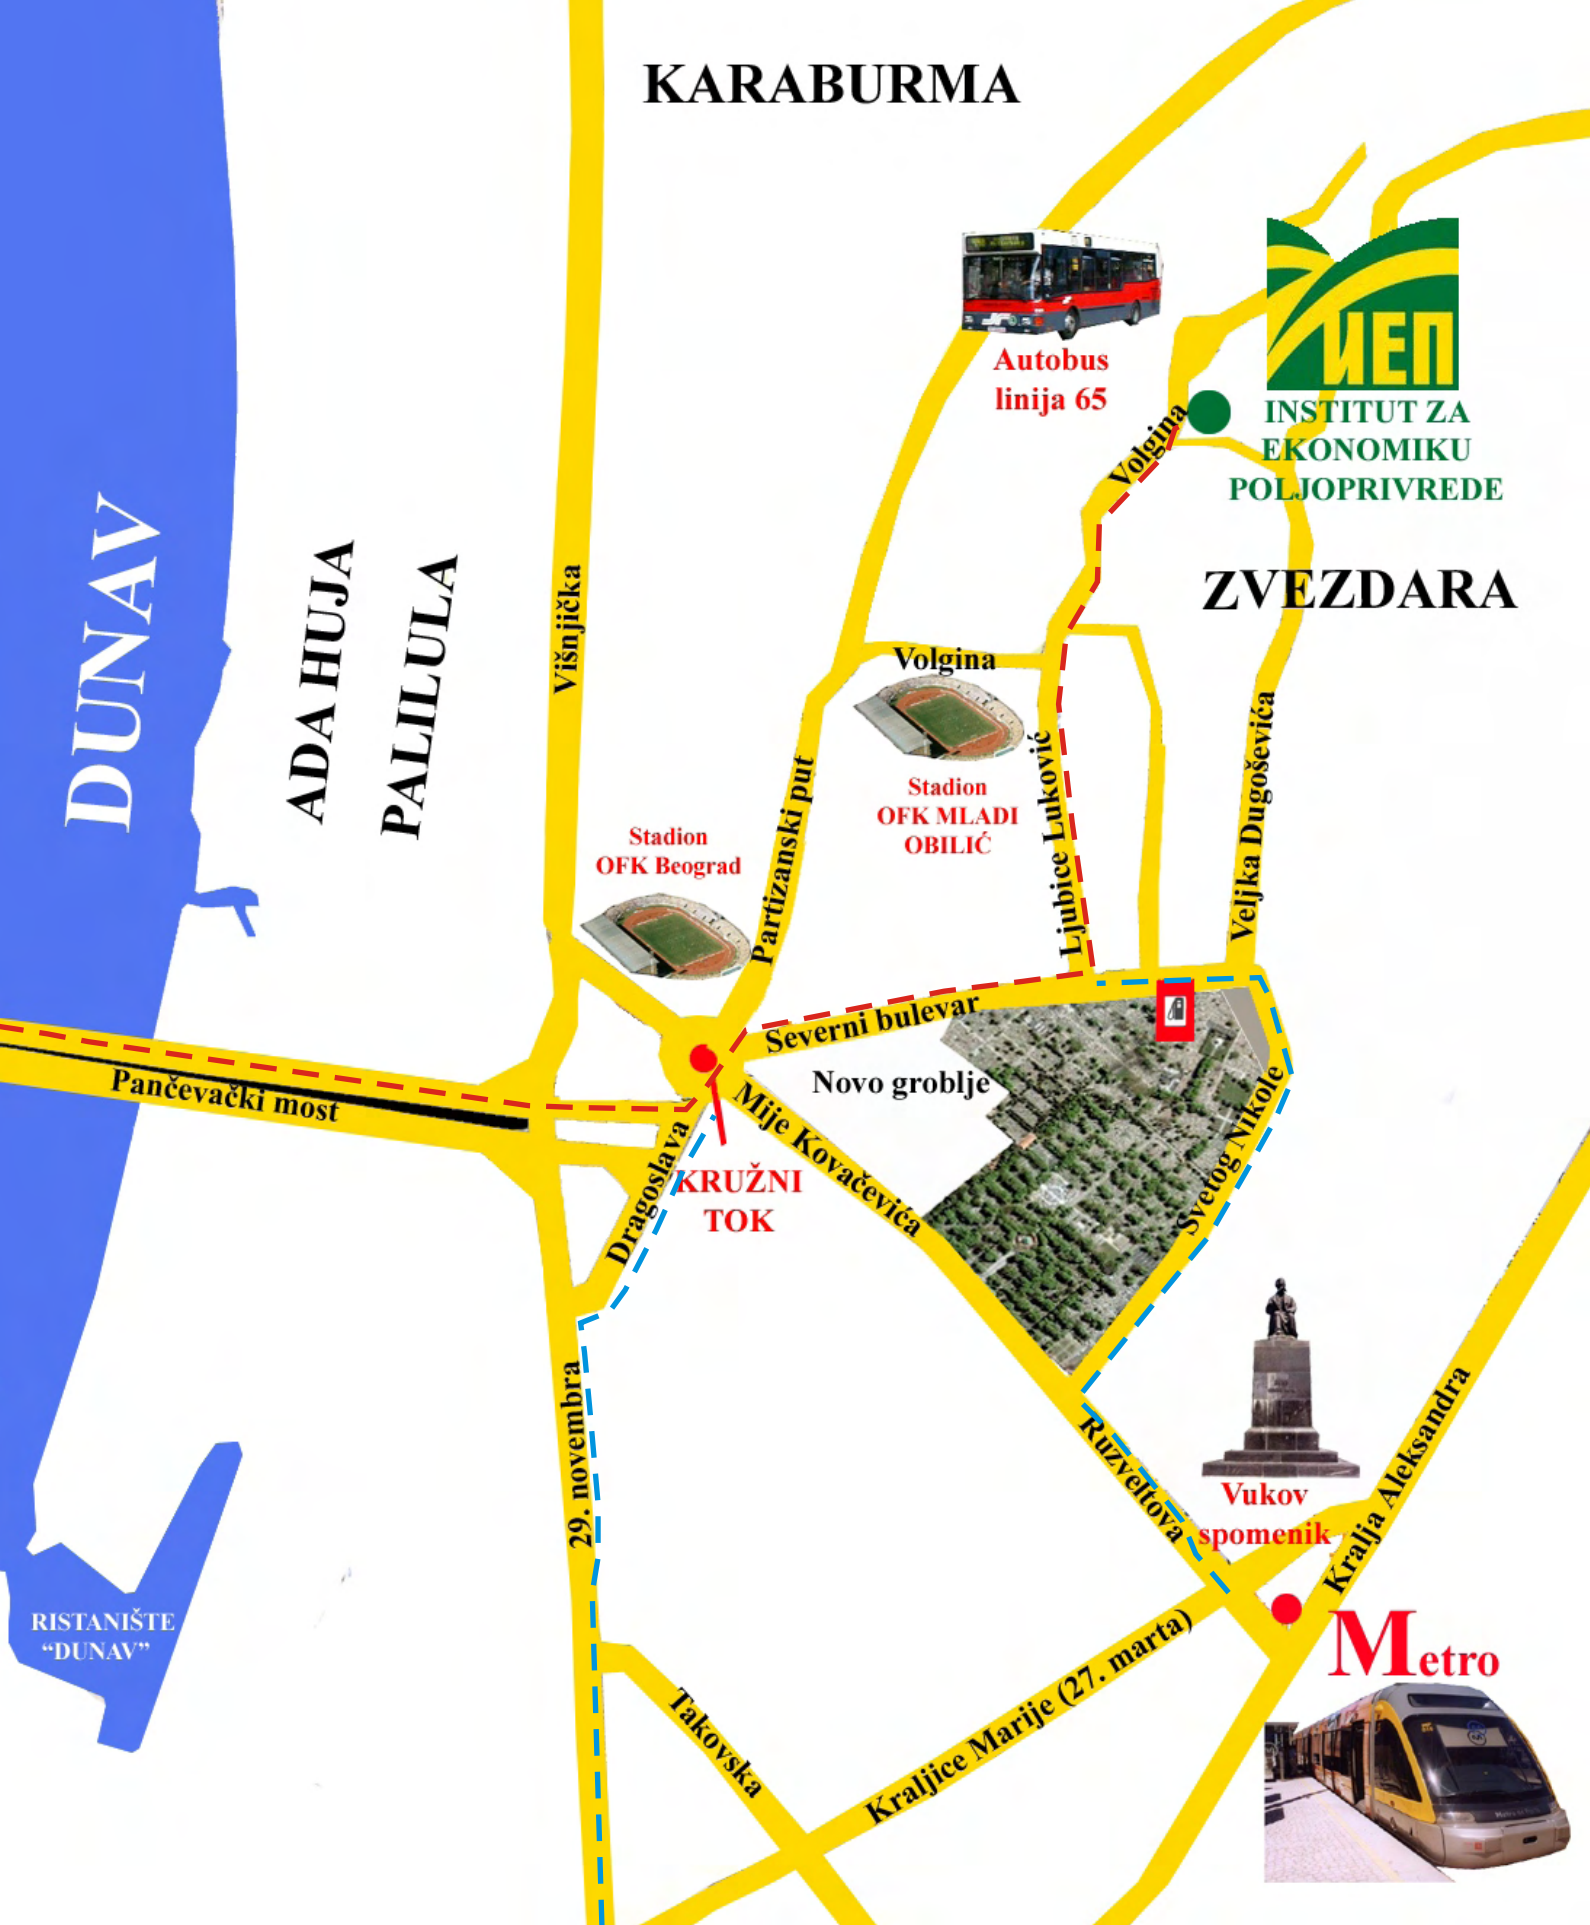 KARABURMA
Autobus
linija 65
ИЕП
INSTITUT ZA
EKONOMIKU
POLJOPRIVREDE
Volgina
ZVEZDARA
DUNAV
ADA HUJA
PALILULA
Višnjička
Volgina
Stadion
OFK MLADI
OBILIĆ
Stadion
OFK Beograd
Partizanski put
Ljubice Luković
Veljka Dugoševića
Severni bulevar
Novo groblje
Pančevački most
Mije Kovačevića
Dragoslava
KRUŽNI
TOK
Svetog Nikole
29. novembra
Ruzveltova
Vukov
spomenik
Kralja Aleksandra
RISTANIŠTE
“DUNAV”
Takovska
Kraljice Marije (27. marta)
Metro